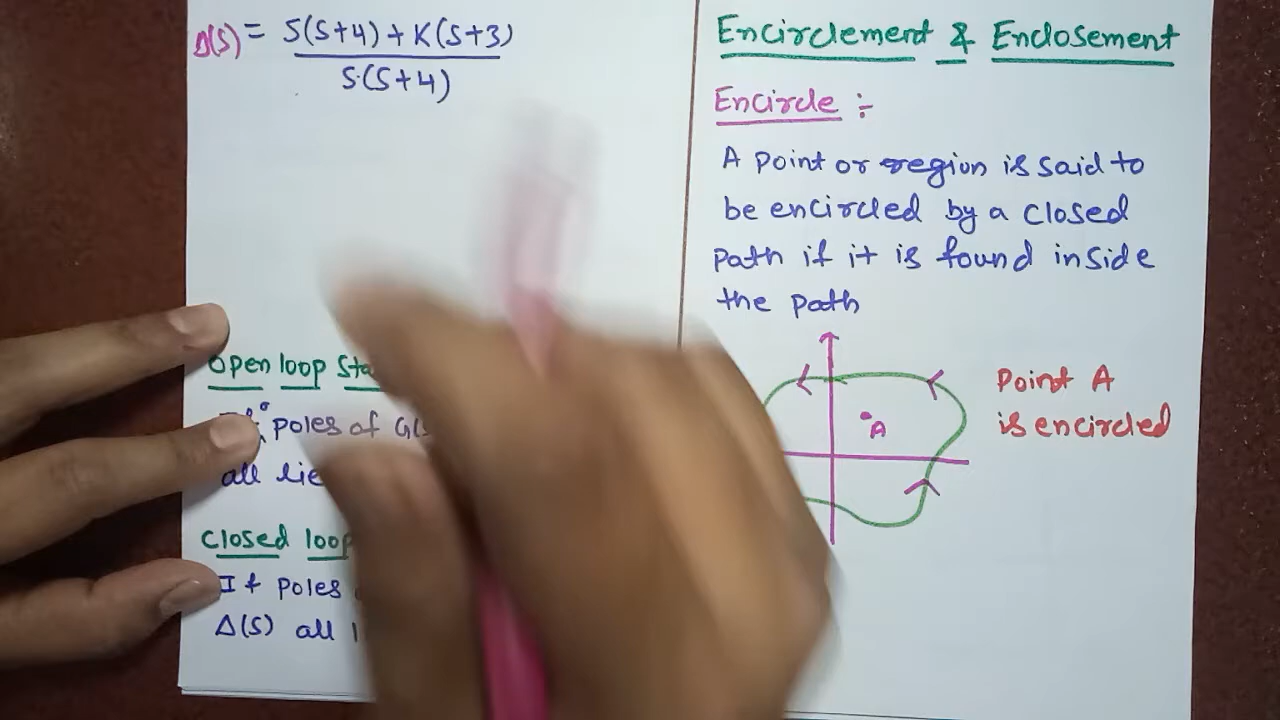 Δ(S) = S(S+4) + K(S+3)
S(S+4)
Open loop
poles of
all lie
Closed loop
If poles
Δ(S) all
Encirclement & Enclosement
Encircle :-
A point or region is said to
be encircled by a closed
path if it is found inside
the path
A
Point A
is encircled